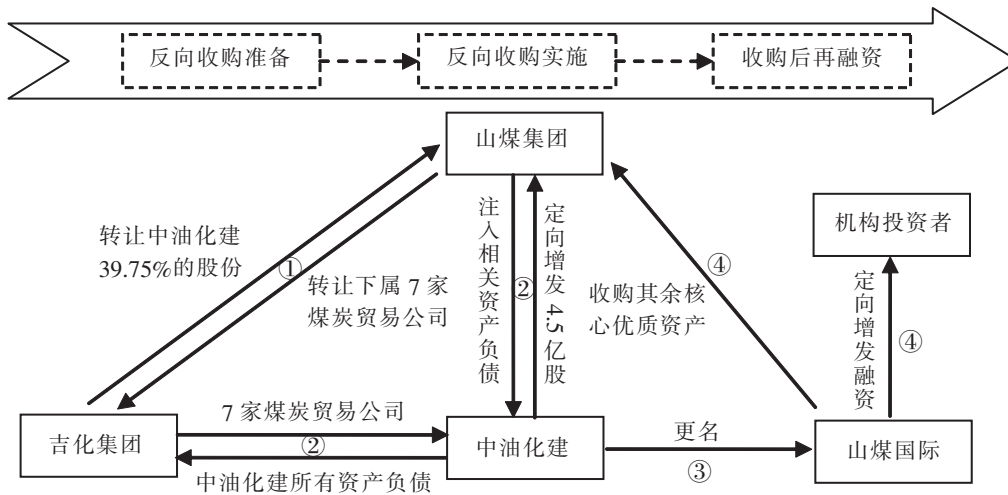 反向收购准备
反向收购实施
收购后再融资
山煤集团
机构投资者
转让中油化建
39.75%的股份
①
转让下属 7 家
煤炭贸易公司
注入相关资产负债
②
定向增发 4.5 亿股
④
收购其余核
心优质资产
定向增发融资
④
吉化集团
7 家煤炭贸易公司
②
中油化建所有资产负债
中油化建
更名
③
山煤国际